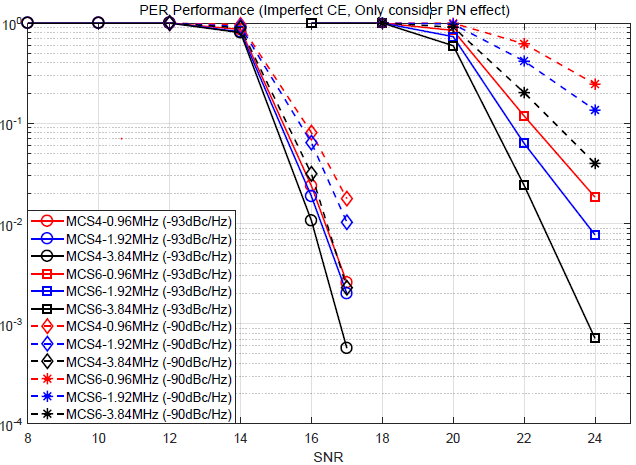 PER Performance (Imperfect CE, Only consider PN effect)
10^0
10^-1
10^-2
10^-3
10^-4
MCS4-0.96MHz (-93dBc/Hz)
MCS4-1.92MHz (-93dBc/Hz)
MCS4-3.84MHz (-93dBc/Hz)
MCS6-0.96MHz (-93dBc/Hz)
MCS6-1.92MHz (-93dBc/Hz)
MCS6-3.84MHz (-93dBc/Hz)
MCS4-0.96MHz (-90dBc/Hz)
MCS4-1.92MHz (-90dBc/Hz)
MCS4-3.84MHz (-90dBc/Hz)
MCS6-0.96MHz (-90dBc/Hz)
MCS6-1.92MHz (-90dBc/Hz)
MCS6-3.84MHz (-90dBc/Hz)
8 10 12 14 16 18 20 22 24
SNR